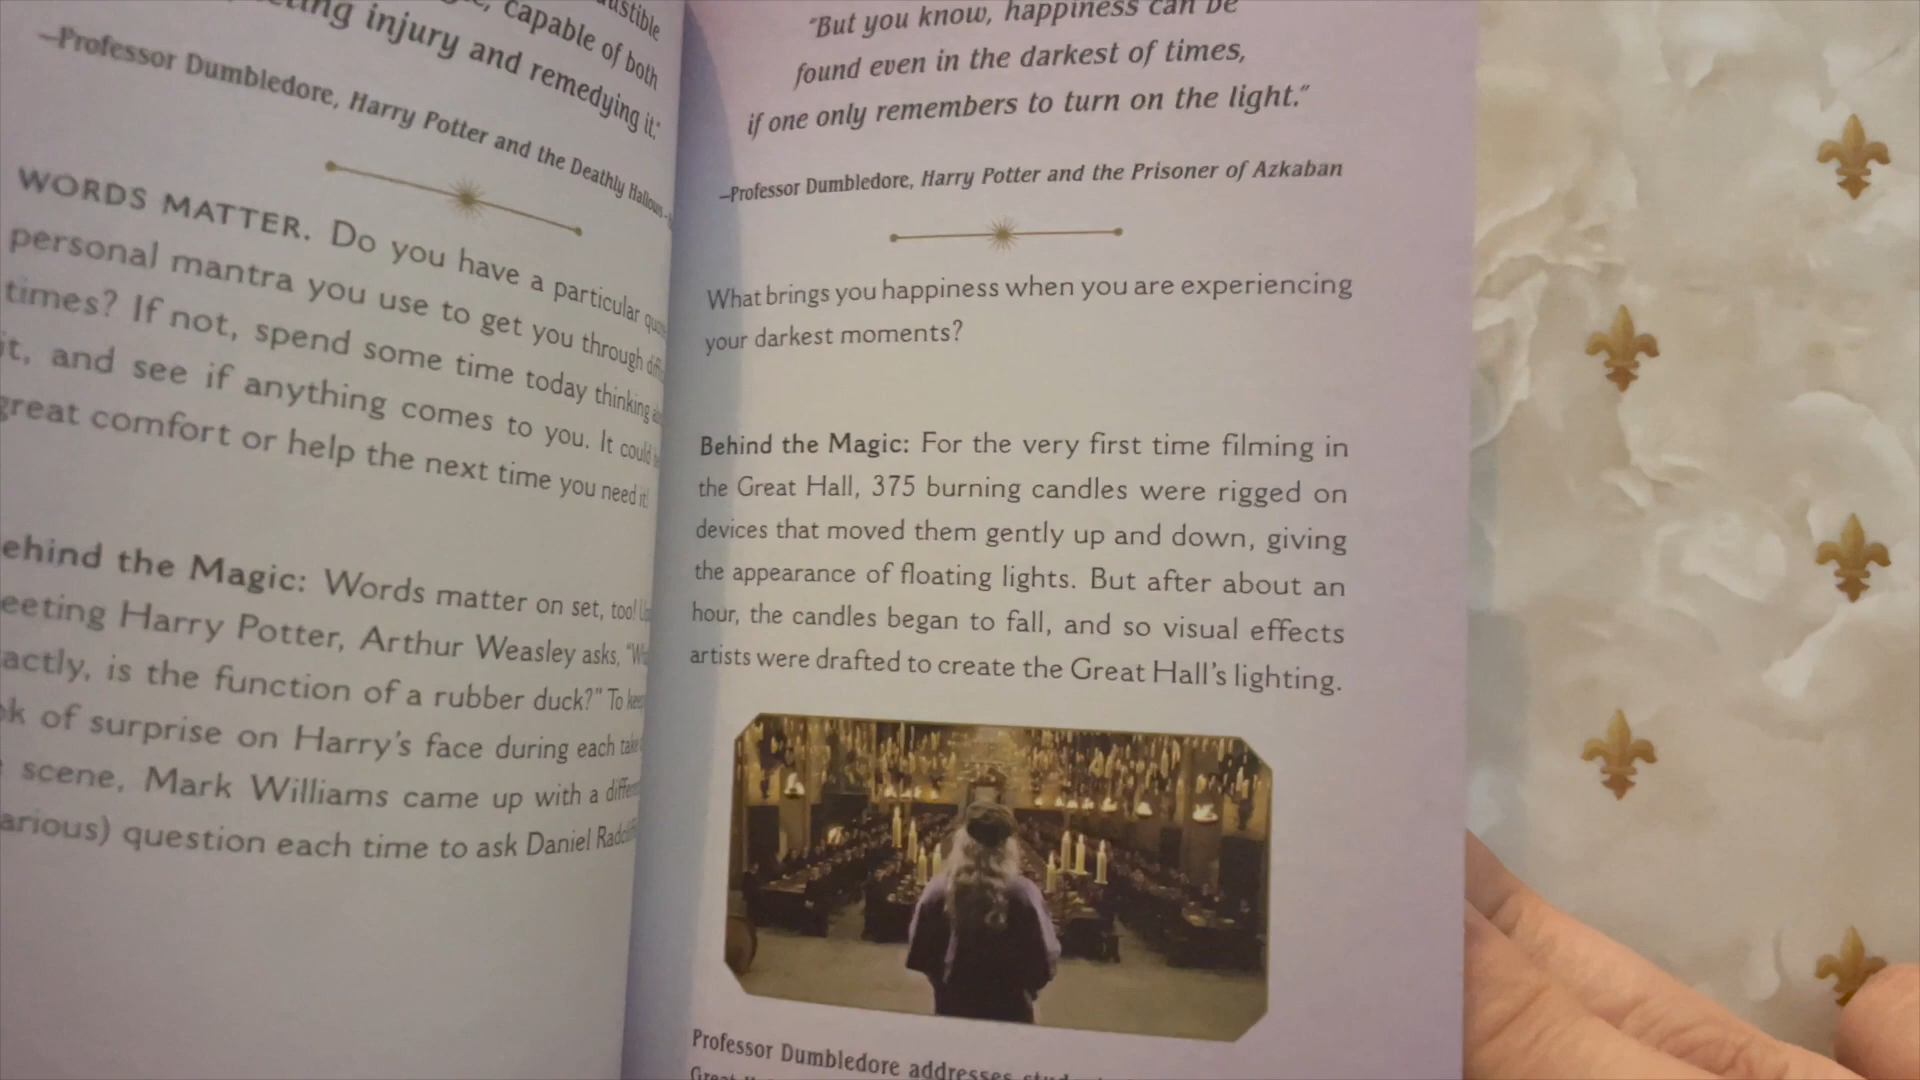 capable of both
injury and remedying it."
—Professor Dumbledore, Harry Potter and the Deathly Hallows
WORDS MATTER. Do you have a particular
personal mantra you use to get you through
times? If not, spend some time today thinking
it, and see if anything comes to you. It could
great comfort or help the next time you need it!
the Magic: Words matter on set, too!
Harry Potter, Arthur Weasley asks,
is the function of a rubber duck?" To
of surprise on Harry's face during each take
scene, Mark Williams came up with a
question each time to ask Daniel
"But you know, happiness can be
found even in the darkest of times,
if one only remembers to turn on the light."
—Professor Dumbledore, Harry Potter and the Prisoner of Azkaban
What brings you happiness when you are experiencing
your darkest moments?
Behind the Magic: For the very first time filming in
the Great Hall, 375 burning candles were rigged on
devices that moved them gently up and down, giving
the appearance of floating lights. But after about an
hour, the candles began to fall, and so visual effects
artists were drafted to create the Great Hall's lighting.
Professor Dumbledore addresses